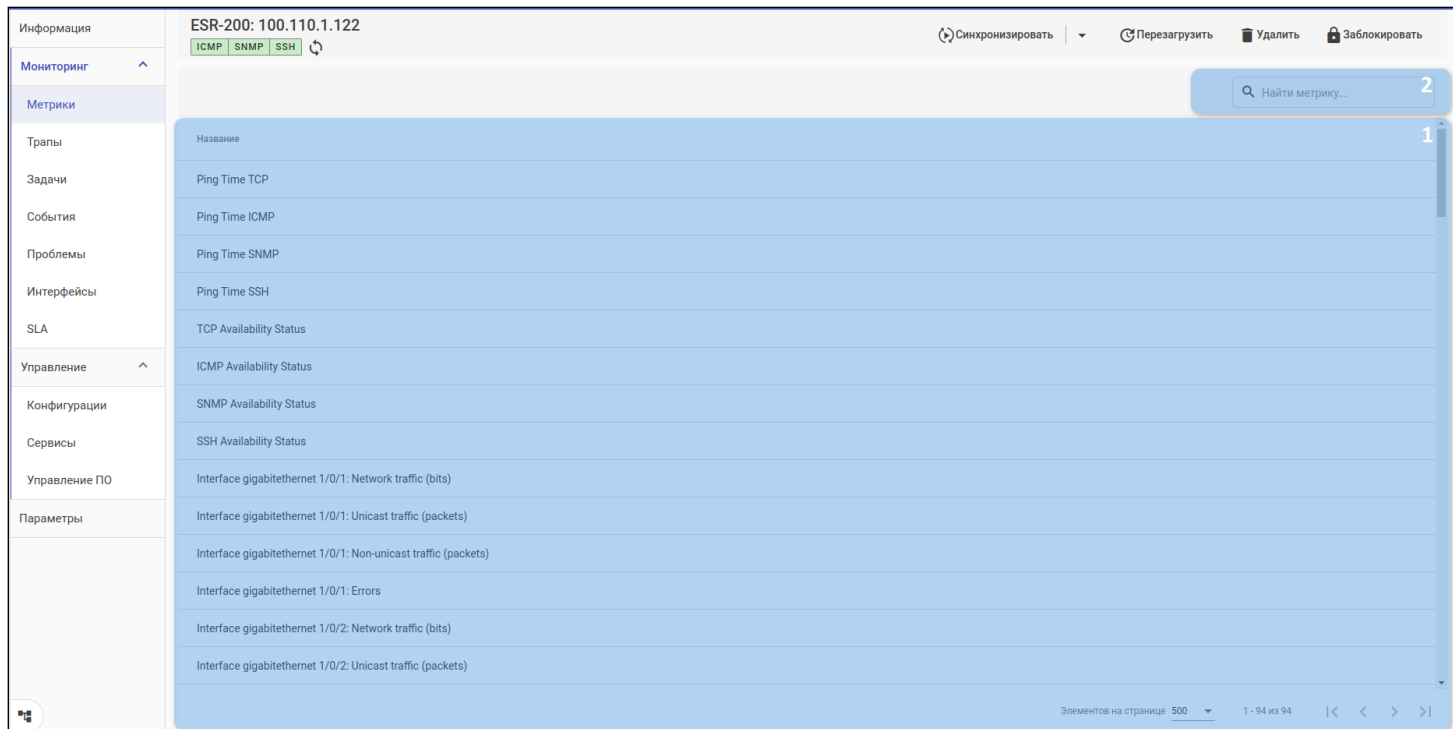 Информация
Мониторинг
Метрики
Трапы
Задачи
События
Проблемы
Интерфейсы
SLA
Управление
Конфигурации
Сервисы
Управление ПО
Параметры
ESR-200: 100.110.1.122
ICMP SNMP SSH
Синхронизировать Перезагрузить Удалить Заблокировать
Найти метрику... 2
Название 1
Ping Time TCP
Ping Time ICMP
Ping Time SNMP
Ping Time SSH
TCP Availability Status
ICMP Availability Status
SNMP Availability Status
SSH Availability Status
Interface gigabitethernet 1/0/1: Network traffic (bits)
Interface gigabitethernet 1/0/1: Unicast traffic (packets)
Interface gigabitethernet 1/0/1: Non-unicast traffic (packets)
Interface gigabitethernet 1/0/1: Errors
Interface gigabitethernet 1/0/2: Network traffic (bits)
Interface gigabitethernet 1/0/2: Unicast traffic (packets)
Элементов на странице 500 1 - 94 из 94